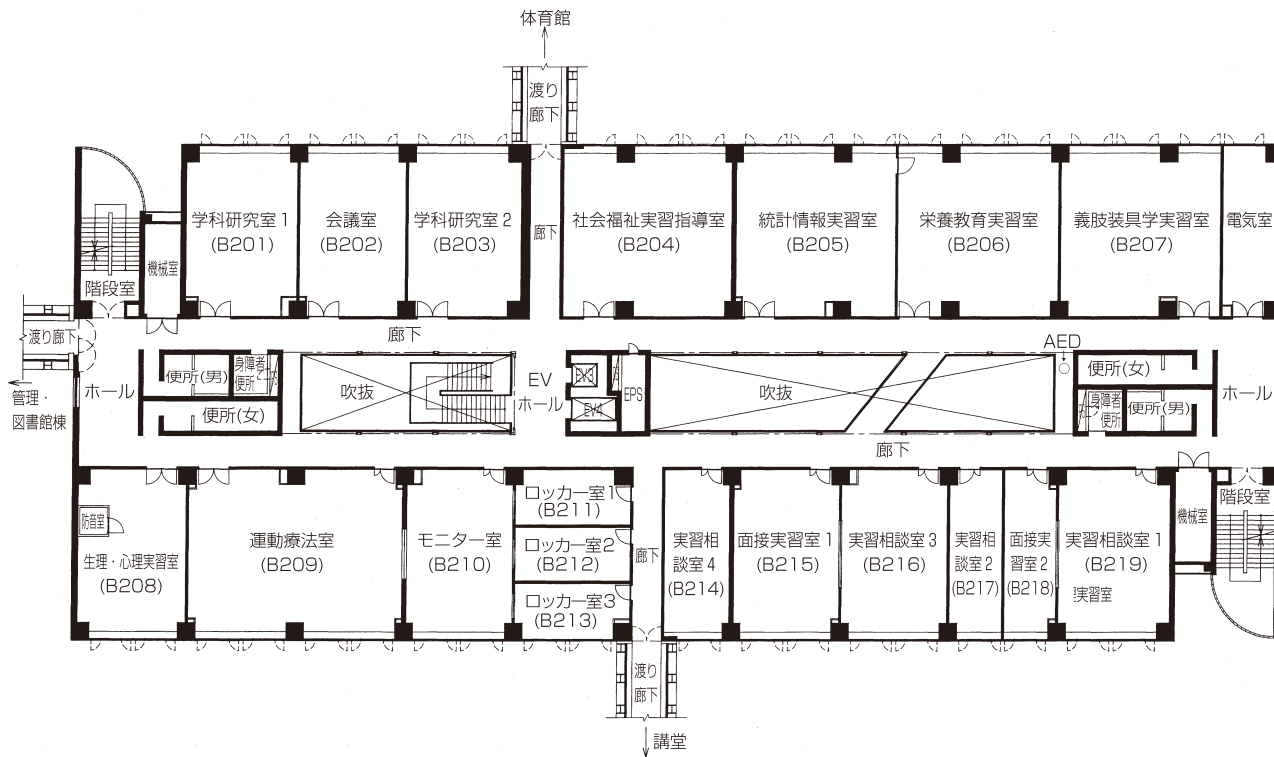 体育館
渡り
廊下
学科研究室1
(B201)
会議室
(B202)
学科研究室2
(B203)
廊下
社会福祉実習指導室
(B204)
統計情報実習室
(B205)
栄養教育実習室
(B206)
義肢装具学実習室
(B207)
電気室
機械室
階段室
渡り廊下
管理・
図書館棟
廊下
ホール
便所(男)
身障者
便所
便所(女)
吹抜
EV
ホール
EV3
EV4
EPS
吹抜
AED
便所(女)
身障者
便所
便所(男)
ホール
廊下
防音室
生理・心理実習室
(B208)
運動療法室
(B209)
モニター室
(B210)
ロッカー室1
(B211)
ロッカー室2
(B212)
ロッカー室3
(B213)
廊下
実習相
談室4
(B214)
面接実習室1
(B215)
実習相談室3
(B216)
実習相
談室2
(B217)
面接実
習室2
(B218)
実習相談室1
(B219)
実習室
機械室
階段室
渡り
廊下
講堂